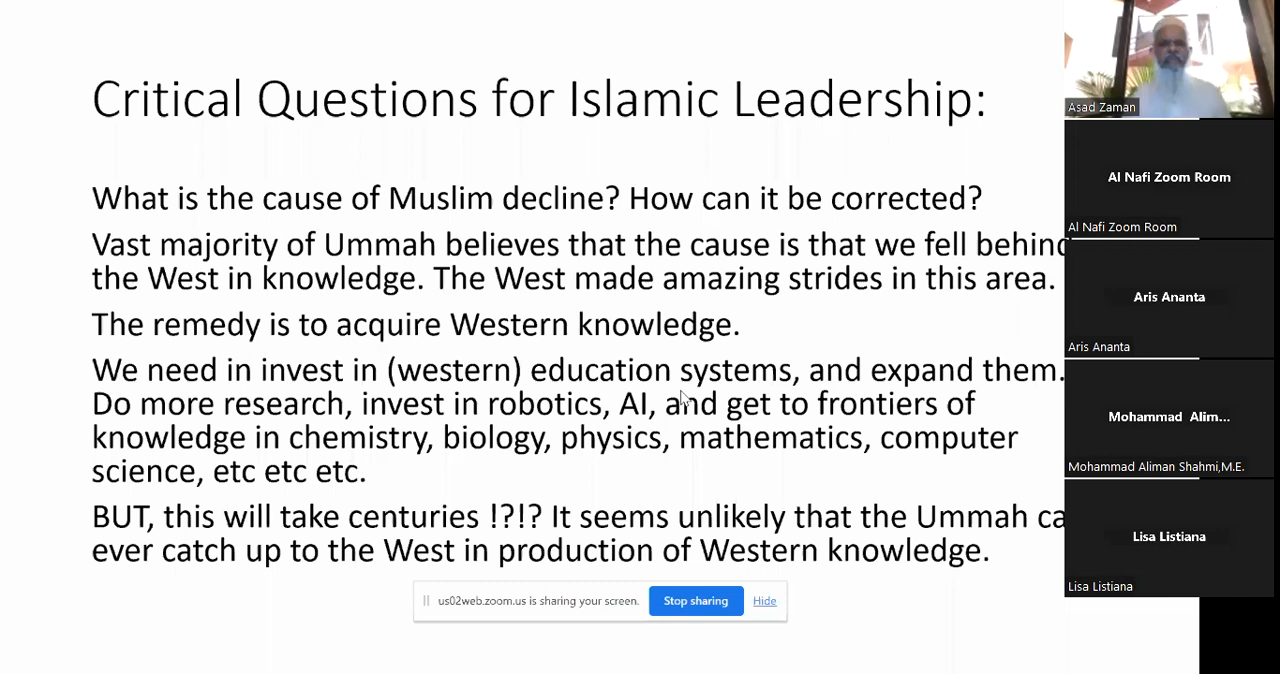 Critical Questions for Islamic Leadership:
What is the cause of Muslim decline? How can it be corrected?
Vast majority of Ummah believes that the cause is that we fell behind
the West in knowledge. The West made amazing strides in this area.
The remedy is to acquire Western knowledge.
We need in invest in (western) education systems, and expand them.
Do more research, invest in robotics, AI, and get to frontiers of
knowledge in chemistry, biology, physics, mathematics, computer
science, etc etc etc.
BUT, this will take centuries !?!? It seems unlikely that the Ummah ca
ever catch up to the West in production of Western knowledge.
us02web.zoom.us is sharing your screen.
Stop sharing
Hide
Asad Zaman
Al Nafi Zoom Room
Al Nafi Zoom Room
Aris Ananta
Aris Ananta
Mohammad Alim...
Mohammad Aliman Shahmi,M.E.
Lisa Listiana
Lisa Listiana